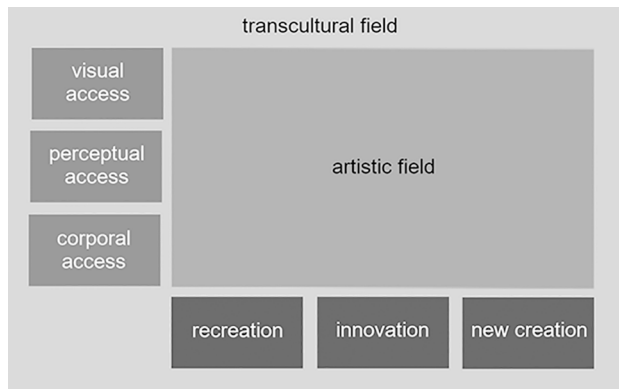 transcultural field
visual
access
perceptual
access
artistic field
corporal
access
recreation
innovation
new creation